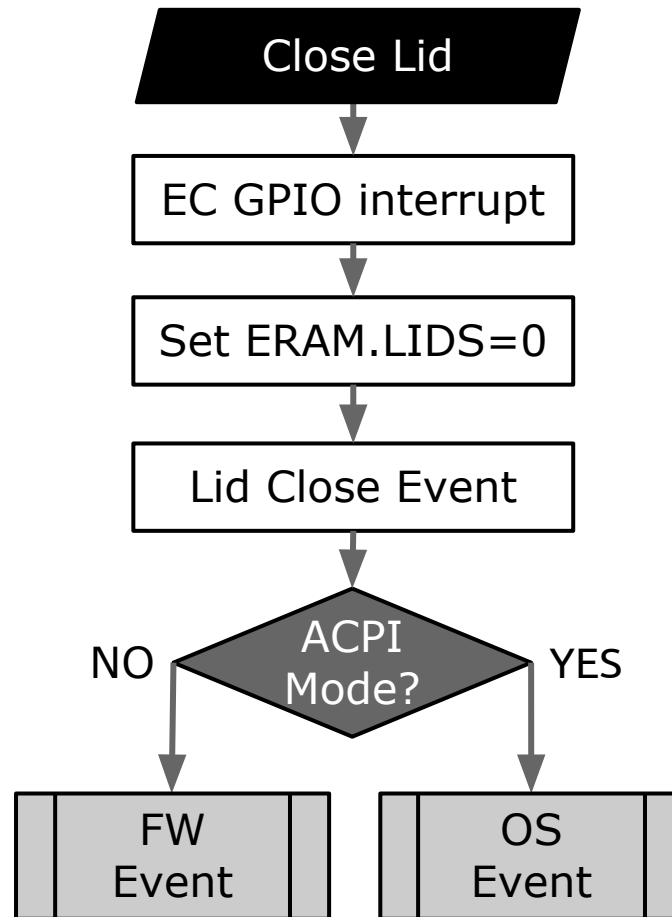 Close Lid
EC GPIO interrupt
Set ERAM.LIDS=0
Lid Close Event
ACPI
Mode?
NO
YES
FW
Event
OS
Event